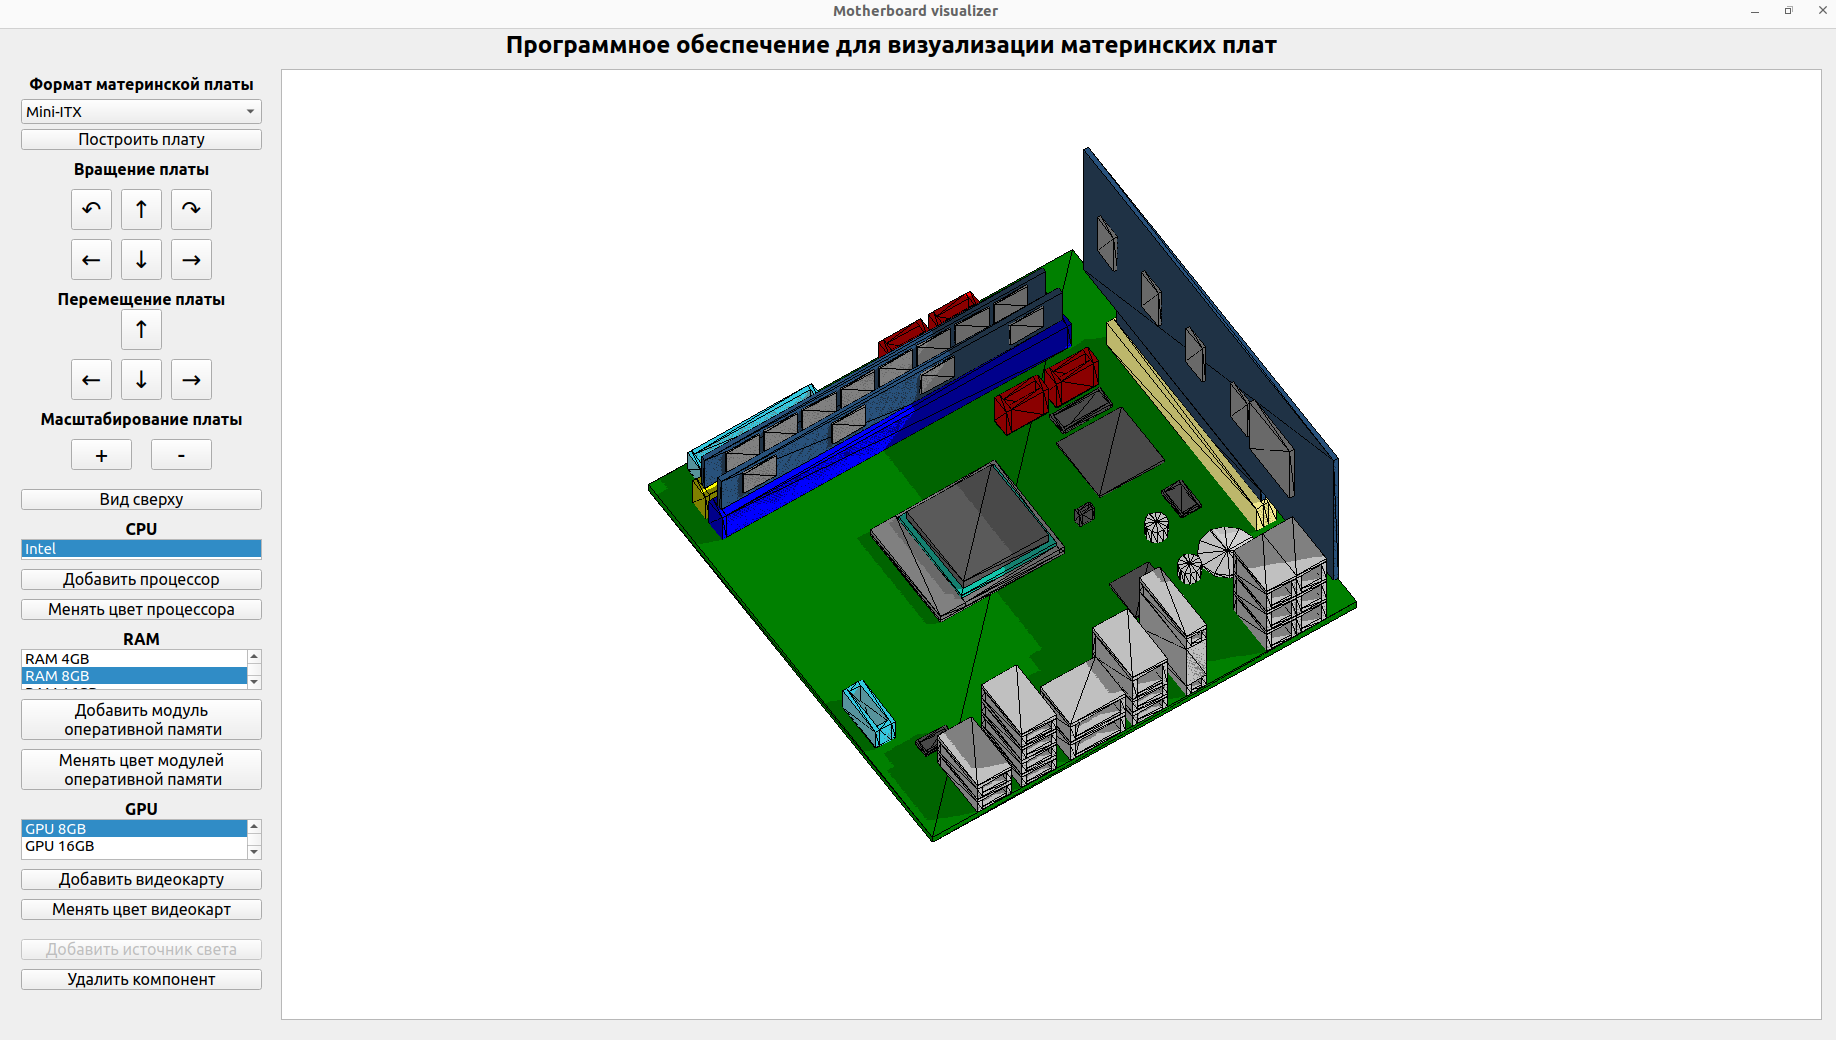 Motherboard visualizer
Программное обеспечение для визуализации материнских плат
Формат материнской платы
Mini-ITX
Построить плату
Вращение платы
↶ ↑ ↷
← ↓ →
Перемещение платы
↑
← ↓ →
Масштабирование платы
+ -
Вид сверху
CPU
Intel
Добавить процессор
Менять цвет процессора
RAM
RAM 4GB
RAM 8GB
Добавить модуль
оперативной памяти
Менять цвет модулей
оперативной памяти
GPU
GPU 8GB
GPU 16GB
Добавить видеокарту
Менять цвет видеокарт
Добавить источник света
Удалить компонент